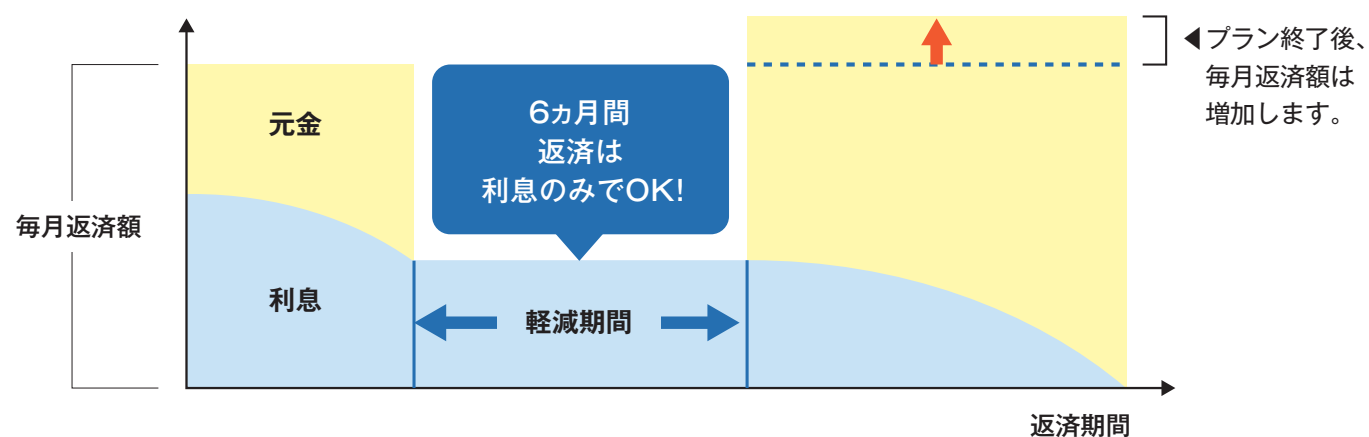 ◀プラン終了後、
毎月返済額は
増加します。
元金
6ヵ月間
返済は
利息のみでOK!
毎月返済額
利息
軽減期間
返済期間